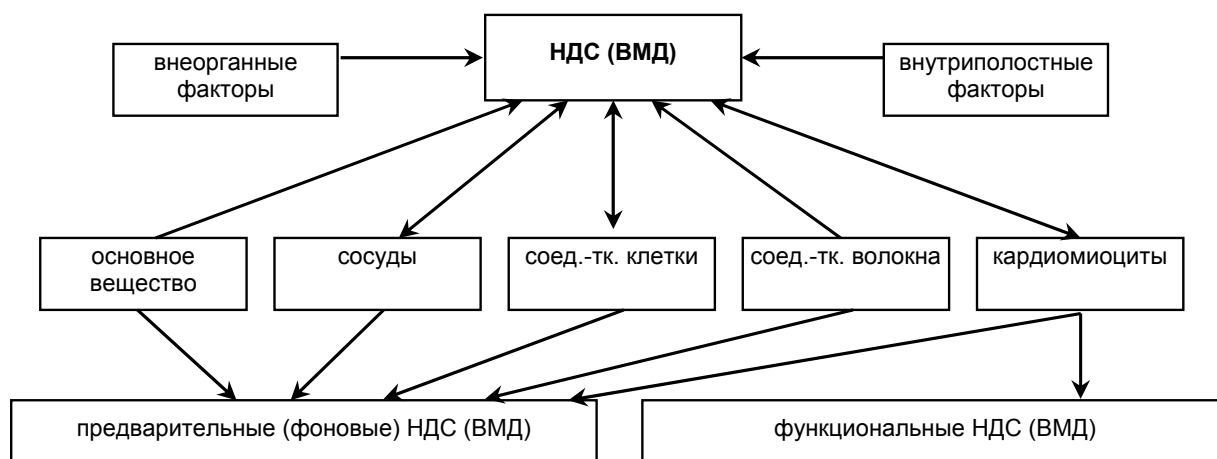 НДС (ВМД)
внеорганные
факторы
внутриполостные
факторы
основное
вещество
сосуды
соед.-тк. клетки
соед.-тк. волокна
кардиомиоциты
предварительные (фоновые) НДС (ВМД)
функциональные НДС (ВМД)